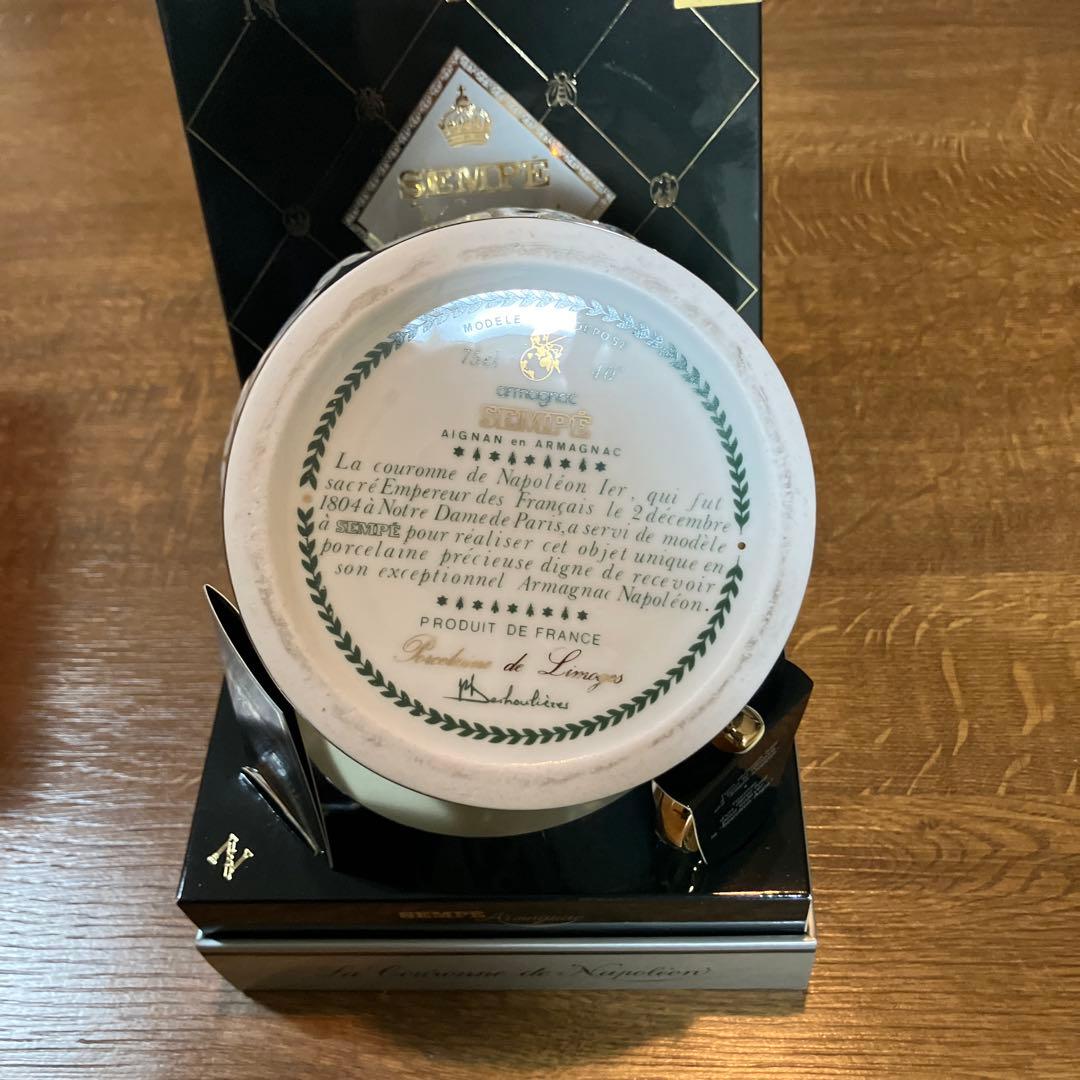 SEMPÉ
MODELE DEPOSE
75cl 40°
armagnac
SEMPÉ
AIGNAN en ARMAGNAC
La couronne de Napoléon Ier, qui fut
sacré Empereur des Français le 2 décembre
1804 à Notre Dame de Paris, a servi de modèle
à SEMPÉ pour réaliser cet objet unique en
porcelaine précieuse digne de recevoir
son exceptionnel Armagnac Napoléon.
PRODUIT DE FRANCE
Porcelaine de Limoges
Deshoulières
N
SEMPÉ Armagnac
La Couronne de Napoléon